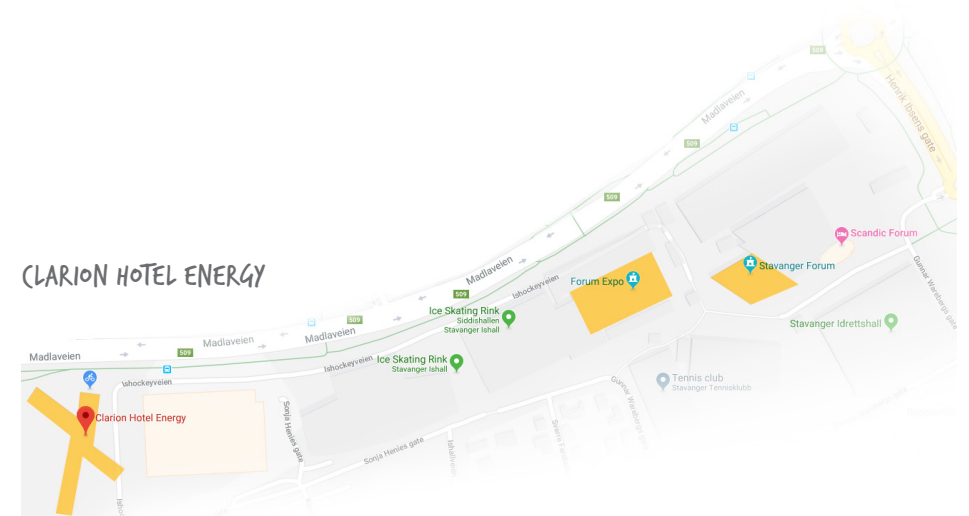 509
Madlaveien
Henrik Ibsens gate
509
509
Scandic Forum
CLARION HOTEL ENERGY
Madlaveien
Stavanger Forum
Forum Expo
Ishockeyveien
Gunnar Warebergs gate
509
Ice Skating Rink
Siddishallen
Stavanger Ishall
Stavanger Idrettshall
Madlaveien
Madlaveien
Madlaveien
509
Ice Skating Rink
Stavanger Ishall
Ishockeyveien
Ishockeyveien
Tennis club
Stavanger Tennisklubb
Clarion Hotel Energy
Sonja Henies gate
Sonja Henies gate
Ishallveien